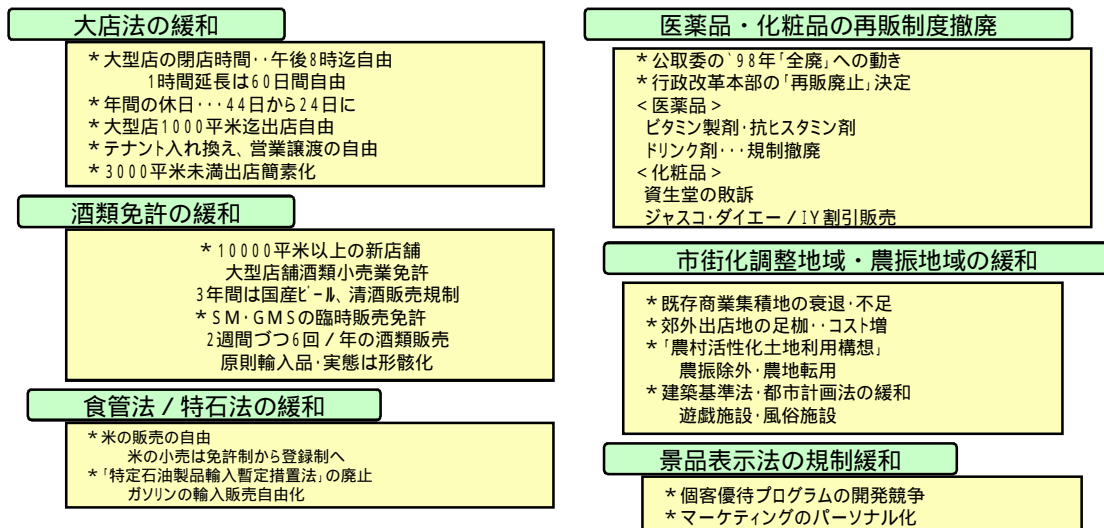 大店法の緩和
*大型店の閉店時間‥午後8時迄自由
1時間延長は60日間自由
*年間の休日･･･44日から24日に
*大型店1000平米迄出店自由
*テナント入れ換え、営業譲渡の自由
*3000平米未満出店簡素化
酒類免許の緩和
*10000平米以上の新店舗
大型店舗酒類小売業免許
3年間は国産ﾋﾞｰﾙ、清酒販売規制
*SM･GMSの臨時販売免許
2週間づつ6回/年の酒類販売
原則輸入品･実態は形骸化
食管法/特石法の緩和
*米の販売の自由
米の小売は免許制から登録制へ
*｢特定石油製品輸入暫定措置法｣の廃止
ガソリンの輸入販売自由化
医薬品・化粧品の再販制度撤廃
*公取委の`98年｢全廃｣への動き
*行政改革本部の｢再販廃止｣決定
<医薬品>
ビタミン製剤･抗ヒスタミン剤
ドリンク剤･･･規制撤廃
<化粧品>
資生堂の敗訴
ジャスコ･ダイエー/IY割引販売
市街化調整地域・農振地域の緩和
*既存商業集積地の衰退･不足
*郊外出店地の足枷‥コスト増
*｢農村活性化土地利用構想｣
農振除外･農地転用
*建築基準法･都市計画法の緩和
遊戯施設･風俗施設
景品表示法の規制緩和
*個客優待プログラムの開発競争
*マーケティングのパーソナル化